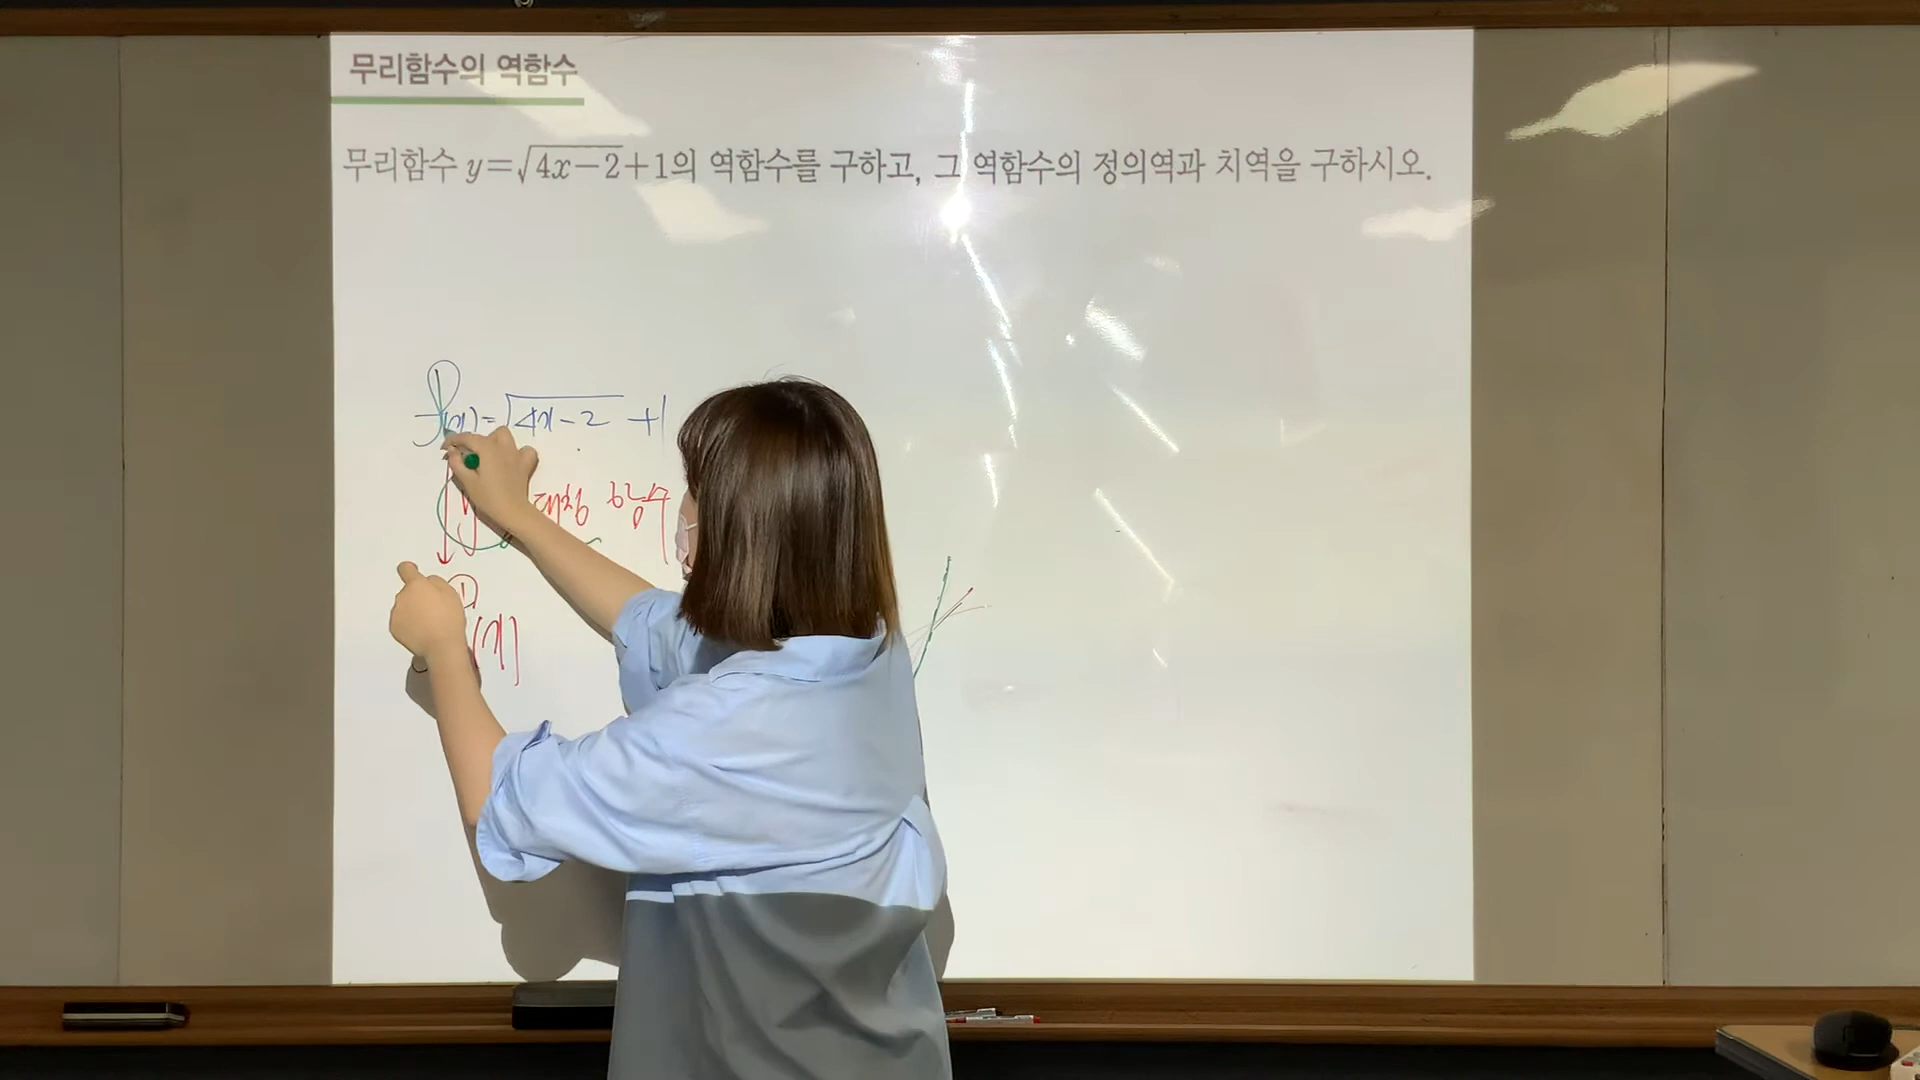 무리함수의 역함수
무리함수 y=√4x-2+1의 역함수를 구하고, 그 역함수의 정의역과 치역을 구하시오.
f(x)=√4x-2 +1
대칭 함수
(x)